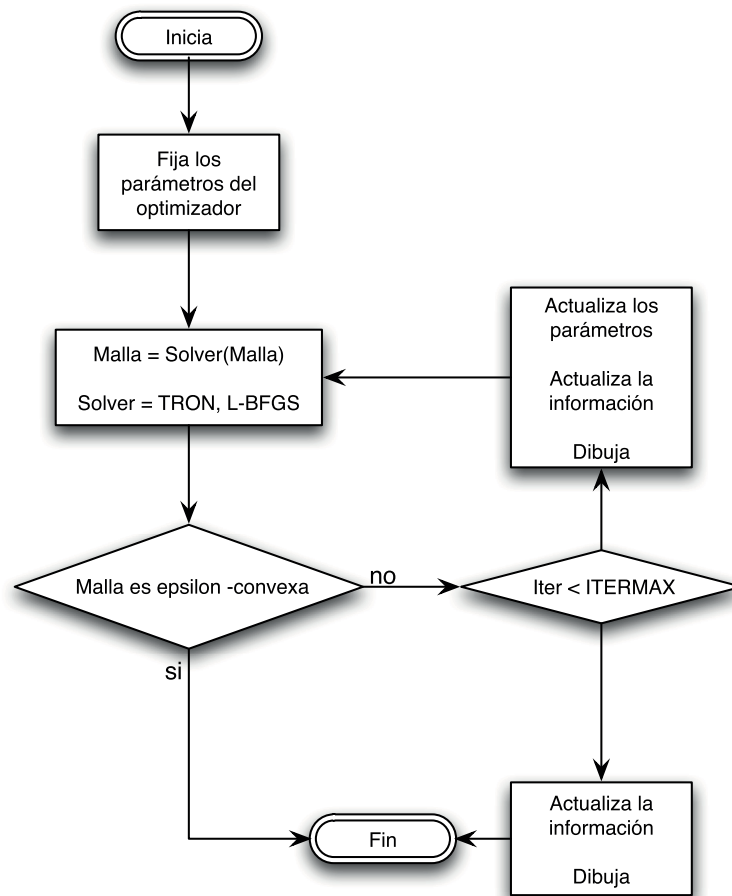 Inicia
Fija los
parámetros del
optimizador
Malla = Solver(Malla)
Solver = TRON, L-BFGS
Actualiza los
parámetros
Actualiza la
información
Dibuja
Malla es epsilon -convexa
no
Iter < ITERMAX
si
Fin
Actualiza la
información
Dibuja